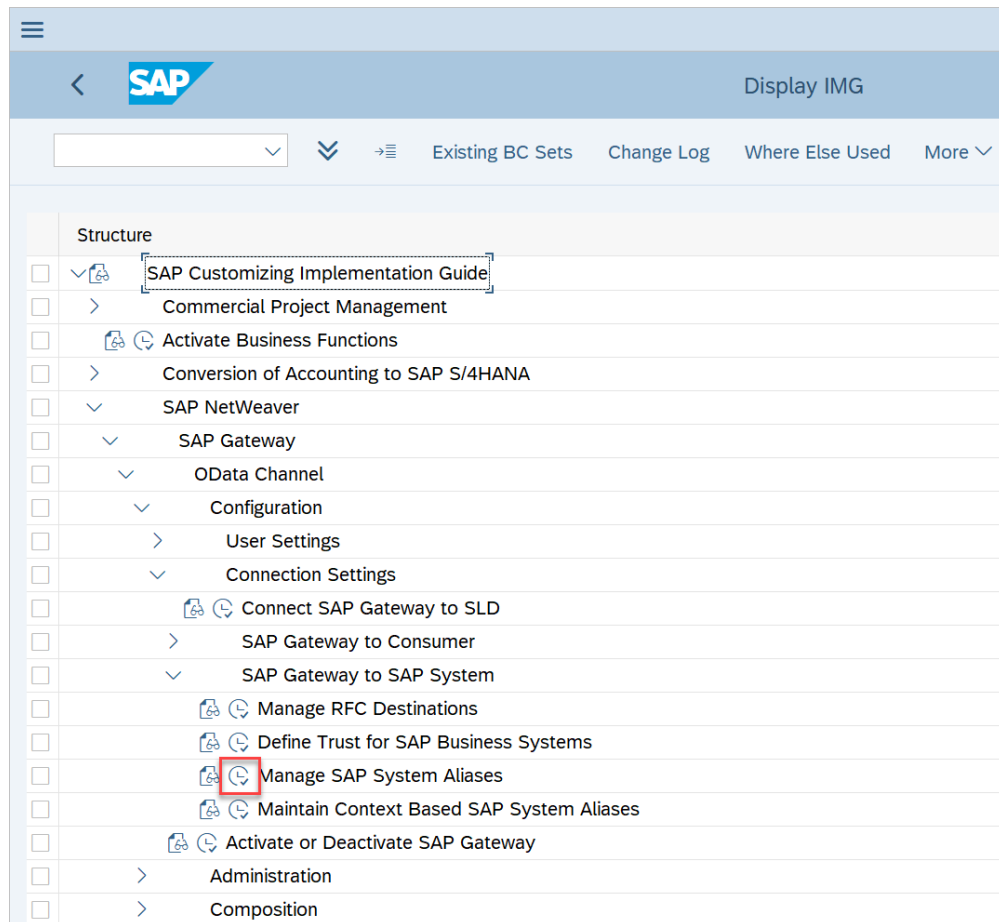 SAP
Display IMG
Existing BC Sets Change Log Where Else Used More
Structure
SAP Customizing Implementation Guide
Commercial Project Management
Activate Business Functions
Conversion of Accounting to SAP S/4HANA
SAP NetWeaver
SAP Gateway
OData Channel
Configuration
User Settings
Connection Settings
Connect SAP Gateway to SLD
SAP Gateway to Consumer
SAP Gateway to SAP System
Manage RFC Destinations
Define Trust for SAP Business Systems
Manage SAP System Aliases
Maintain Context Based SAP System Aliases
Activate or Deactivate SAP Gateway
Administration
Composition